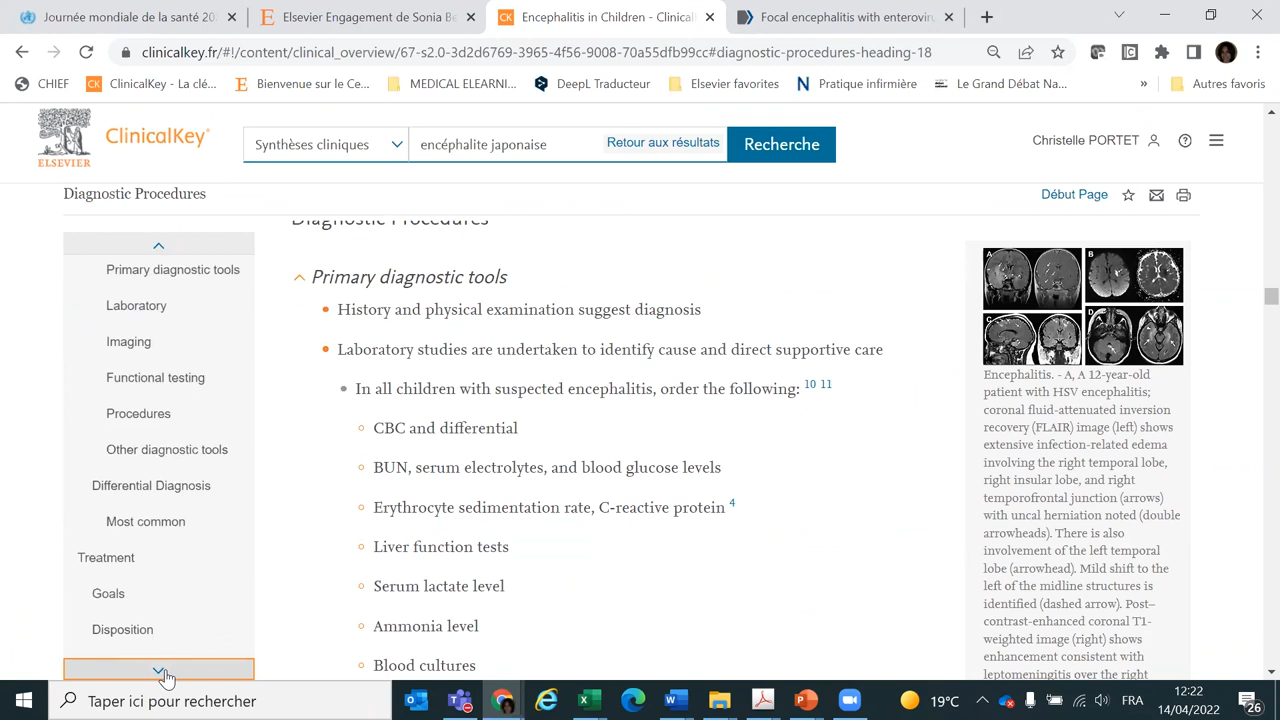 Journée mondiale de la santé 20
Elsevier Engagement de Sonia Be
Encephalitis in Children - Clinical
Focal encephalitis with enterovir
clinicalkey.fr/#!/content/clinical_overview/67-s2.0-3d2d6769-3965-4f56-9008-70a55dfb99cc#diagnostic-procedures-heading-18
CHIEF
ClinicalKey - La clé...
Bienvenue sur le Ce...
MEDICAL ELEARNI...
DeepL Traducteur
Elsevier favorites
Pratique infirmière
Le Grand Débat Na...
»
Autres favoris
ELSEVIER
ClinicalKey®
Synthèses cliniques
encéphalite japonaise
Retour aux résultats
Recherche
Christelle PORTET
Diagnostic Procedures
Début Page
Primary diagnostic tools
Laboratory
Imaging
Functional testing
Procedures
Other diagnostic tools
Differential Diagnosis
Most common
Treatment
Goals
Disposition
Diagnostic Procedures
Primary diagnostic tools
History and physical examination suggest diagnosis
Laboratory studies are undertaken to identify cause and direct supportive care
In all children with suspected encephalitis, order the following: 10 11
CBC and differential
BUN, serum electrolytes, and blood glucose levels
Erythrocyte sedimentation rate, C-reactive protein 4
Liver function tests
Serum lactate level
Ammonia level
Blood cultures
A
B
C
D
Encephalitis. - A, A 12-year-old
patient with HSV encephalitis;
coronal fluid-attenuated inversion
recovery (FLAIR) image (left) shows
extensive infection-related edema
involving the right temporal lobe,
right insular lobe, and right
temporofrontal junction (arrows)
with uncal herniation noted (double
arrowheads). There is also
involvement of the left temporal
lobe (arrowhead). Mild shift to the
left of the midline structures is
identified (dashed arrow). Post–
contrast-enhanced coronal T1-
weighted image (right) shows
enhancement consistent with
leptomeningitis over the right
Taper ici pour rechercher
19°C
FRA
12:22
14/04/2022
26